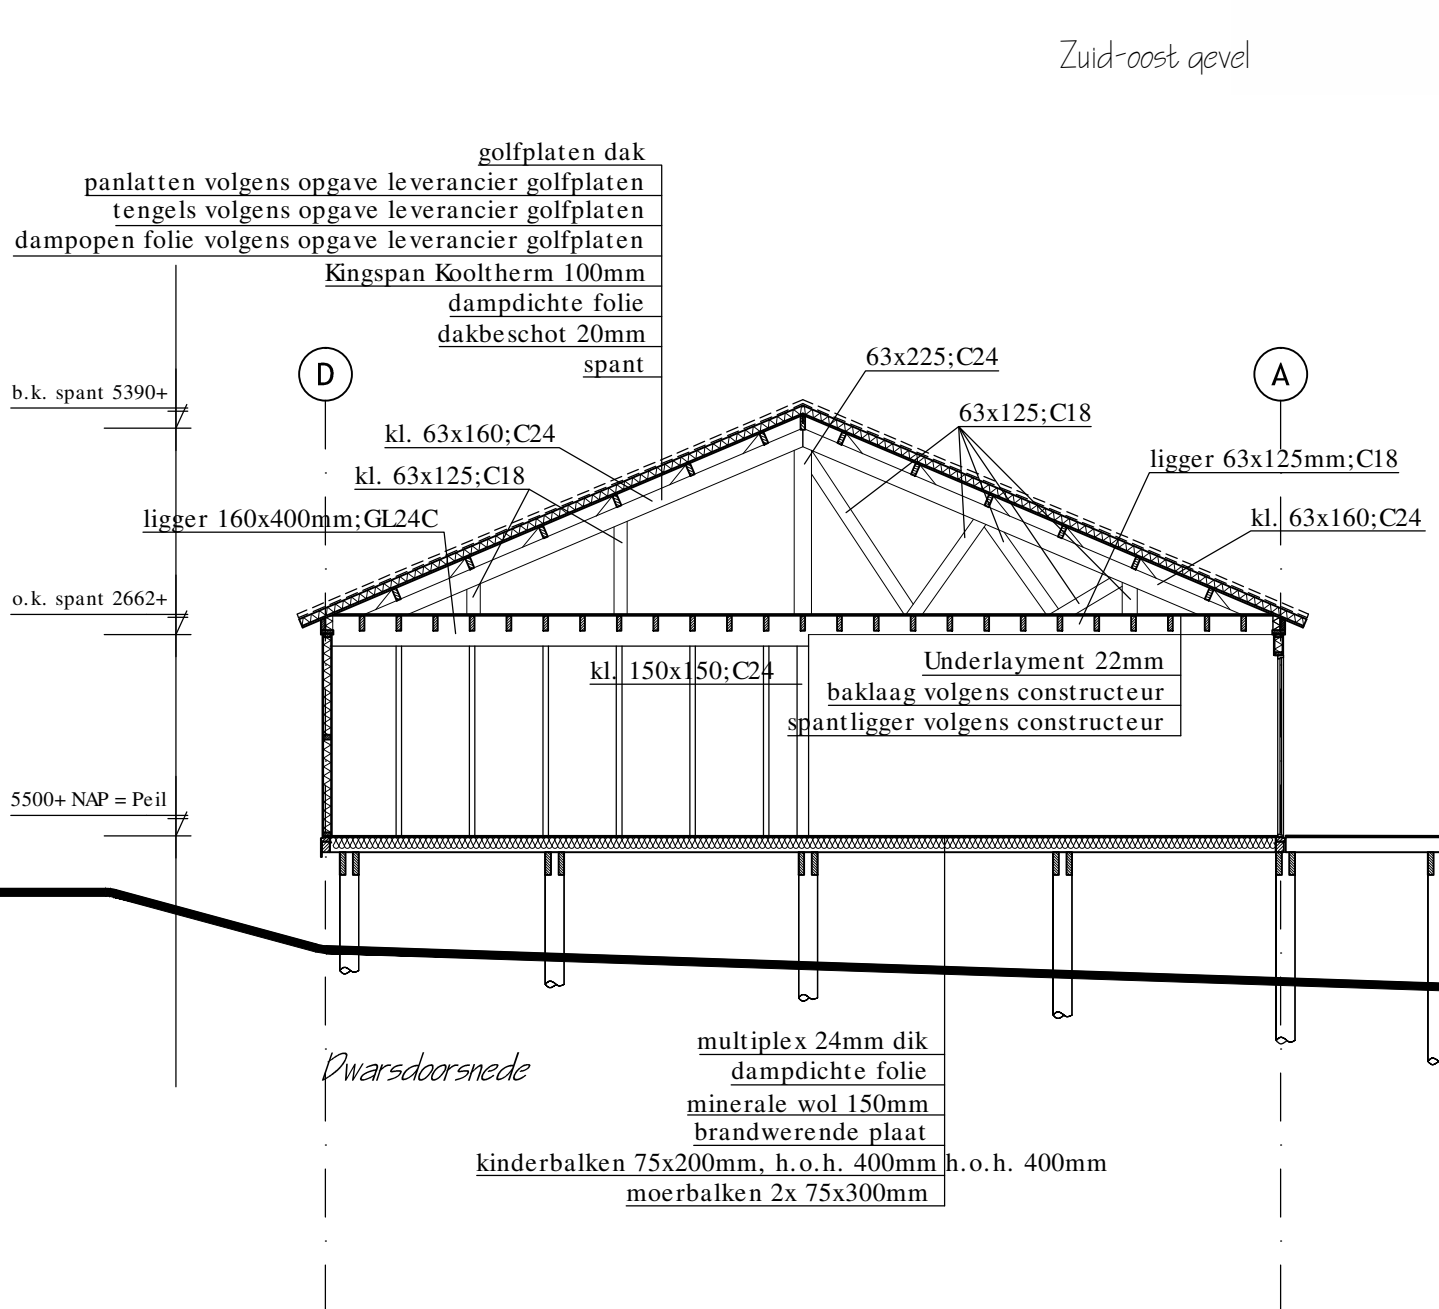 Zuid-oost gevel
golfplaten dak
panlatten volgens opgave leverancier golfplaten
tengels volgens opgave leverancier golfplaten
dampopen folie volgens opgave leverancier golfplaten
Kingspan Kooltherm 100mm
dampdichte folie
dakbeschot 20mm
spant
D
A
63x225;C24
b.k. spant 5390+
63x125;C18
kl. 63x160;C24
ligger 63x125mm;C18
kl. 63x125;C18
ligger 160x400mm;GL24C
kl. 63x160;C24
o.k. spant 2662+
kl. 150x150;C24
Underlayment 22mm
baklaag volgens constructeur
spantligger volgens constructeur
5500+ NAP = Peil
Dwarsdoorsnede
multiplex 24mm dik
dampdichte folie
minerale wol 150mm
brandwerende plaat
kinderbalken 75x200mm, h.o.h. 400mm h.o.h. 400mm
moerbalken 2x 75x300mm